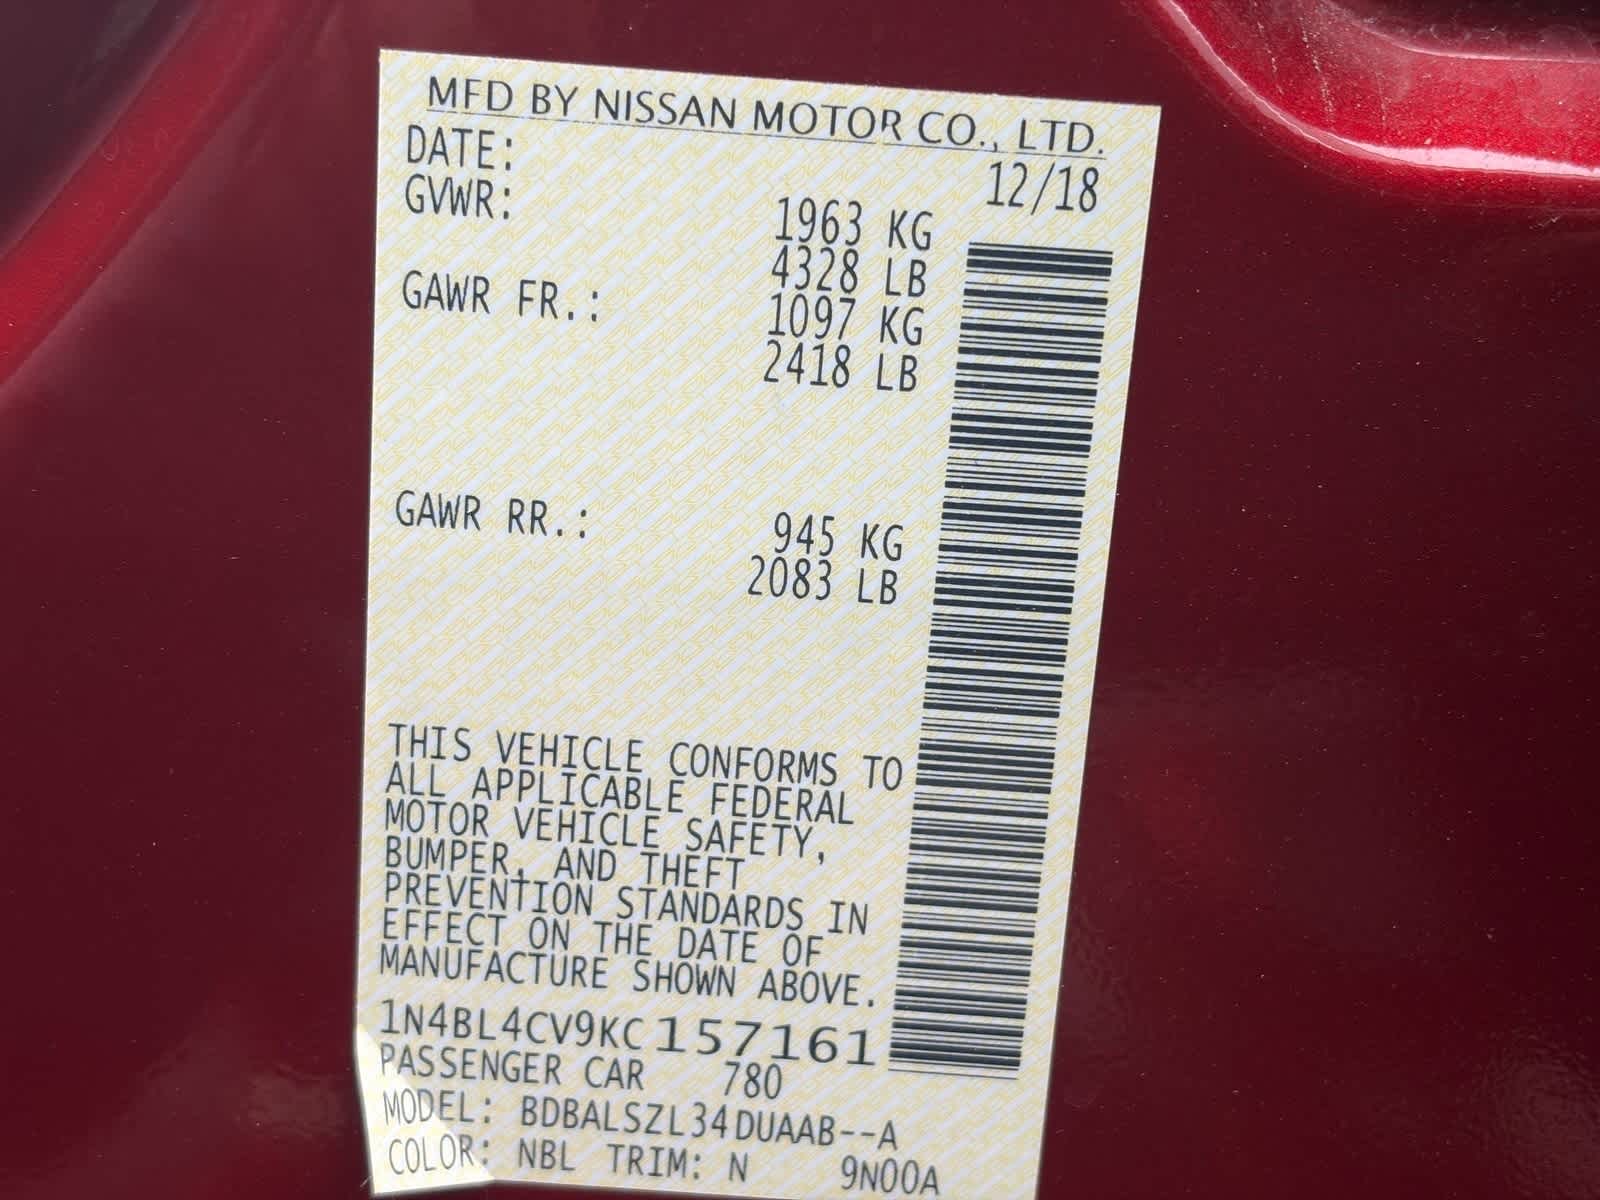 MFD BY NISSAN MOTOR CO., LTD.
DATE: 12/18
GVWR: 1963 KG
4328 LB
GAWR FR.: 1097 KG
2418 LB
GAWR RR.: 945 KG
2083 LB
THIS VEHICLE CONFORMS TO
ALL APPLICABLE FEDERAL
MOTOR VEHICLE SAFETY,
BUMPER, AND THEFT
PREVENTION STANDARDS IN
EFFECT ON THE DATE OF
MANUFACTURE SHOWN ABOVE.
1N4BL4CV9KC157161
PASSENGER CAR 780
MODEL: BDBALSZL34DUAAB--A
COLOR: NBL TRIM: N 9N00A